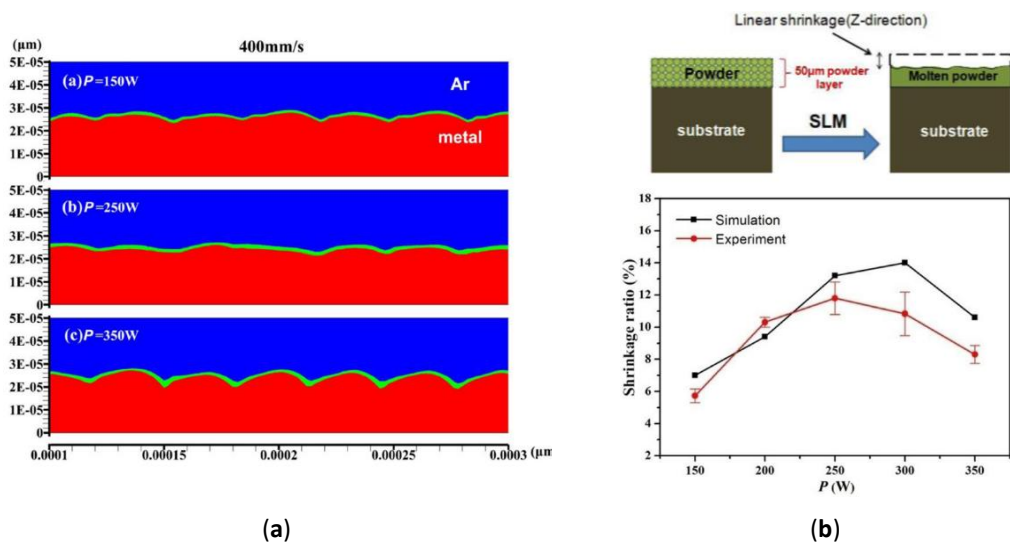 (μm)
400mm/s
5E-05
4E-05
3E-05
2E-05
1E-05
0
(a)P=150W
Ar
metal
5E-05
4E-05
3E-05
2E-05
1E-05
0
(b)P=250W
5E-05
4E-05
3E-05
2E-05
1E-05
0
(c)P=350W
0.0001 0.00015 0.0002 0.00025 0.0003 (μm
(a)
Linear shrinkage(Z-direction)
Powder
50μm powder
layer
Molten powder
substrate
SLM
substrate
Shrinkage ratio (%)
18
16
14
12
10
8
6
4
2
Simulation
Experiment
150 200 250 300 350
P (W)
(b)